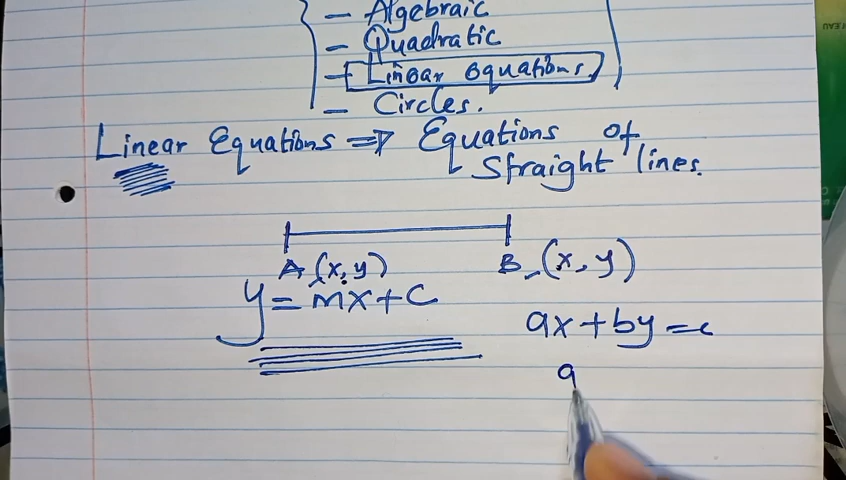 - Algebraic
- Quadratic
- Linear equations
- Circles.
Linear Equations => Equations of
Straight lines.
A (x, y)
B (x, y)
y = mx + c
ax + by = c
a